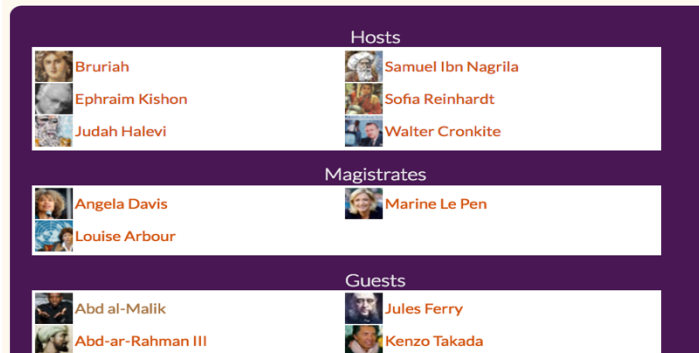 Hosts
Bruriah
Samuel Ibn Nagrila
Ephraim Kishon
Sofia Reinhardt
Judah Halevi
Walter Cronkite
Magistrates
Angela Davis
Marine Le Pen
Louise Arbour
Guests
Abd al-Malik
Jules Ferry
Abd-ar-Rahman III
Kenzo Takada